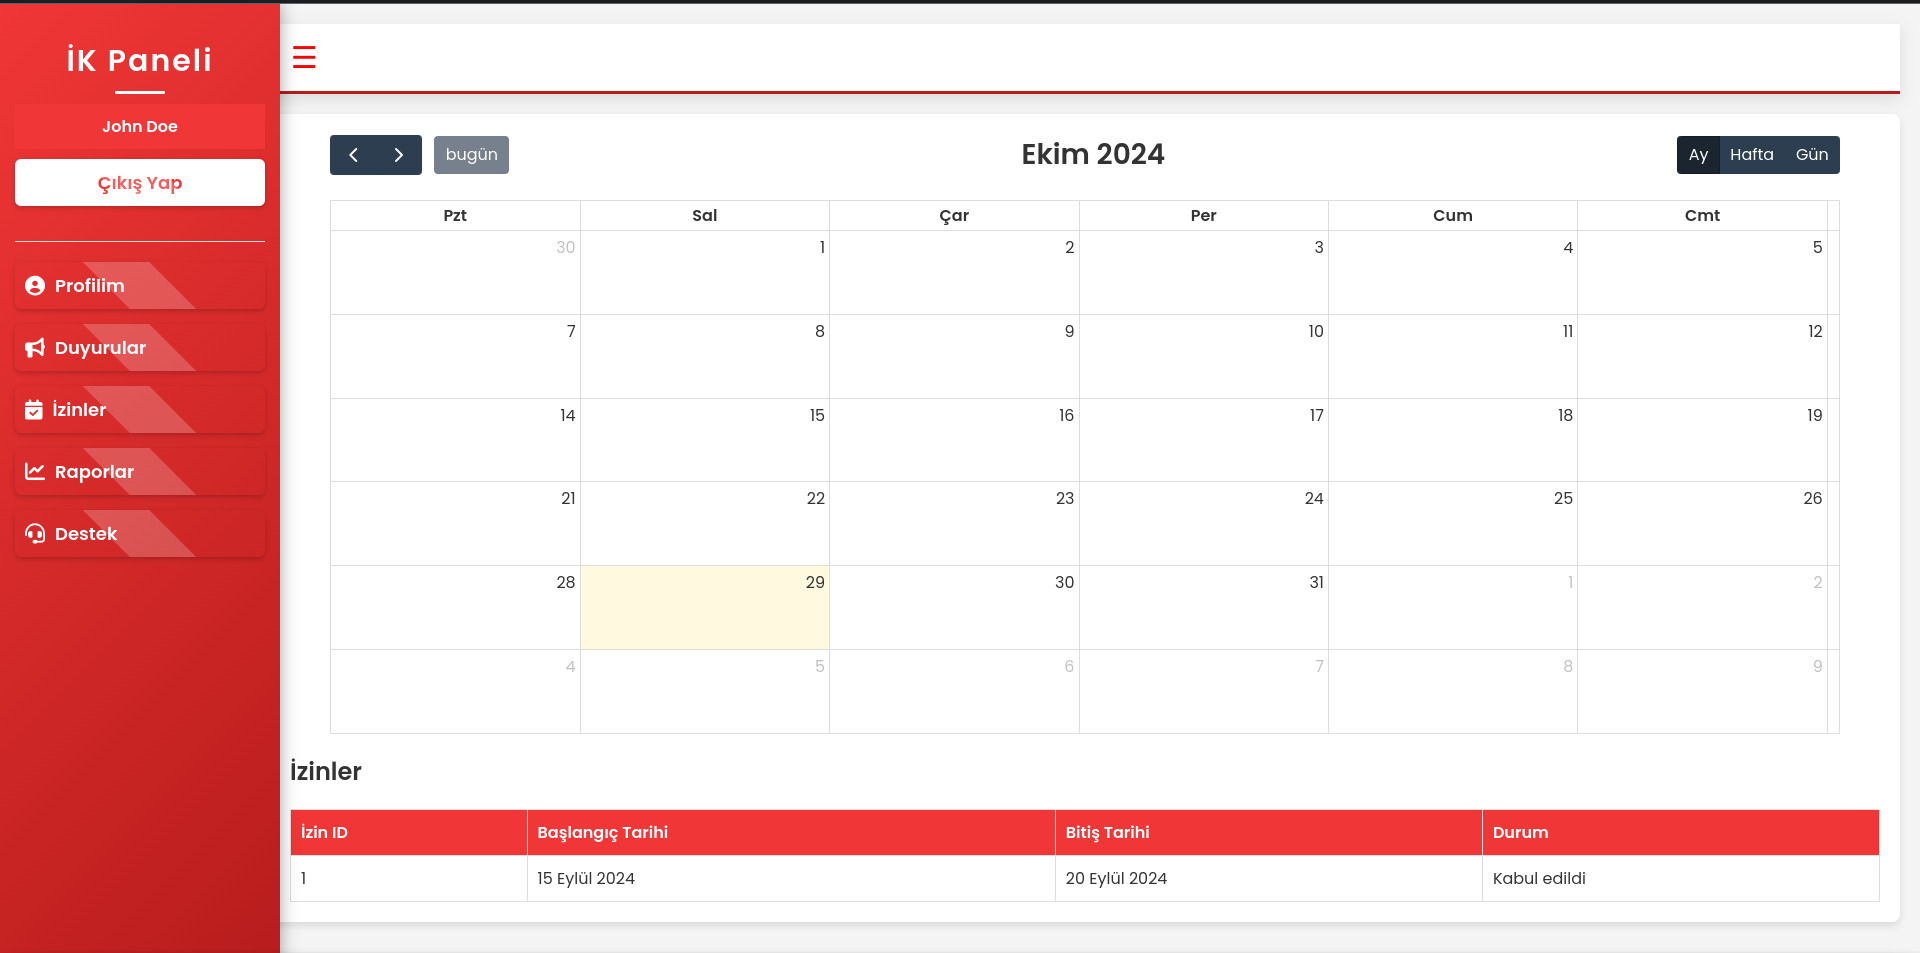 İK Paneli
John Doe
Çıkış Yap
Profilim
Duyurular
İzinler
Raporlar
Destek
bugün
Ekim 2024
Ay Hafta Gün
Pzt Sal Çar Per Cum Cmt
30 1 2 3 4 5
7 8 9 10 11 12
14 15 16 17 18 19
21 22 23 24 25 26
28 29 30 31 1 2
4 5 6 7 8 9
İzinler
İzin ID Başlangıç Tarihi Bitiş Tarihi Durum
1 15 Eylül 2024 20 Eylül 2024 Kabul edildi